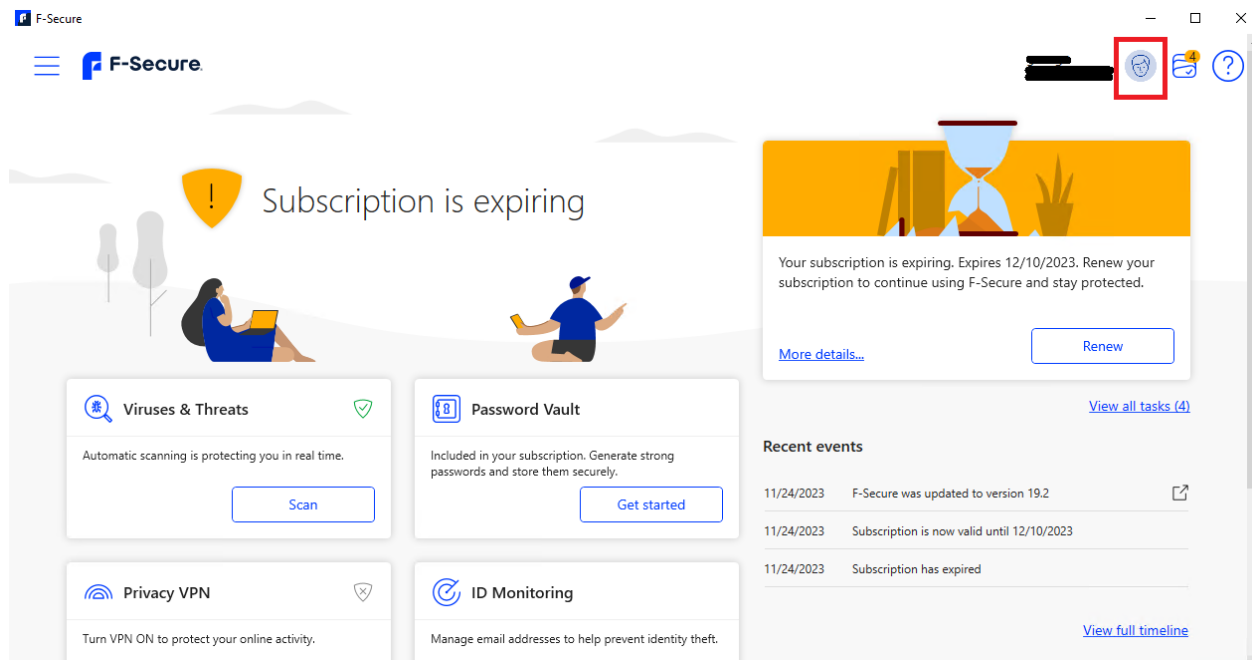 F-Secure
F-Secure.
4
?
!
Subscription is expiring
Your subscription is expiring. Expires 12/10/2023. Renew your
subscription to continue using F-Secure and stay protected.
More details...
Renew
View all tasks (4)
Viruses & Threats
Automatic scanning is protecting you in real time.
Scan
Password Vault
Included in your subscription. Generate strong
passwords and store them securely.
Get started
Recent events
11/24/2023 F-Secure was updated to version 19.2
11/24/2023 Subscription is now valid until 12/10/2023
11/24/2023 Subscription has expired
View full timeline
Privacy VPN
Turn VPN ON to protect your online activity.
ID Monitoring
Manage email addresses to help prevent identity theft.